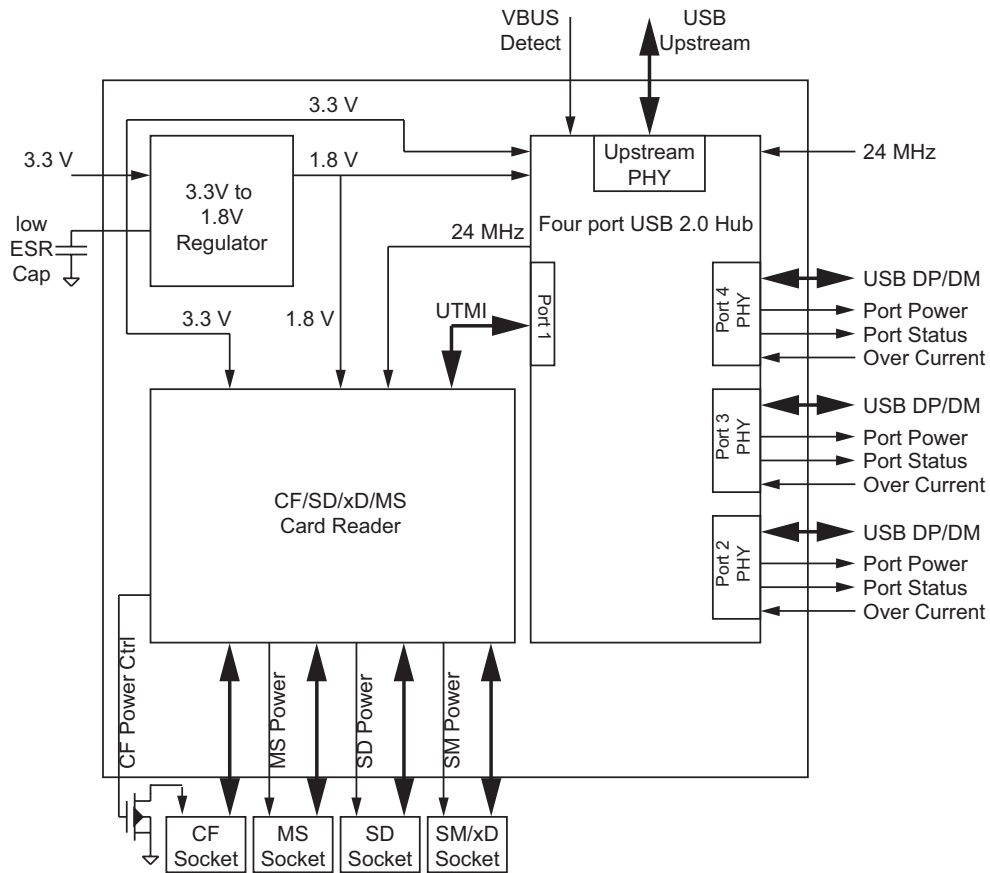 VBUS
Detect
USB
Upstream
3.3 V
3.3 V
1.8 V
3.3V to
1.8V
Regulator
low
ESR
Cap
Upstream
PHY
24 MHz
Four port USB 2.0 Hub
24 MHz
Port 1
UTMI
3.3 V
1.8 V
Port 4
PHY
USB DP/DM
Port Power
Port Status
Over Current
Port 3
PHY
USB DP/DM
Port Power
Port Status
Over Current
Port 2
PHY
USB DP/DM
Port Power
Port Status
Over Current
CF/SD/xD/MS
Card Reader
CF Power Ctrl
MS Power
SD Power
SM Power
CF
Socket
MS
Socket
SD
Socket
SM/xD
Socket